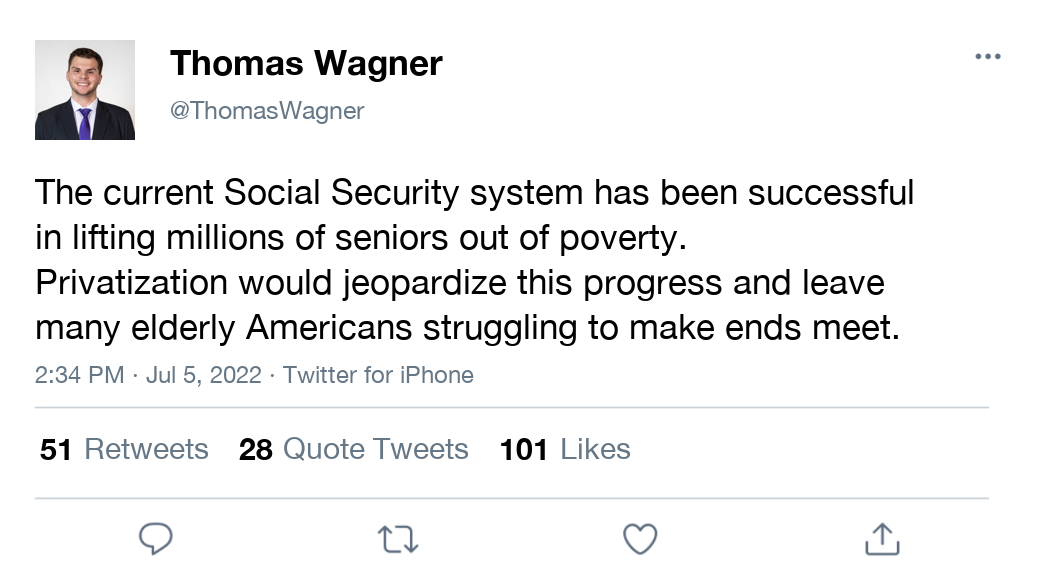 Thomas Wagner
@ThomasWagner
The current Social Security system has been successful
in lifting millions of seniors out of poverty.
Privatization would jeopardize this progress and leave
many elderly Americans struggling to make ends meet.
2:34 PM · Jul 5, 2022 · Twitter for iPhone
51 Retweets 28 Quote Tweets 101 Likes